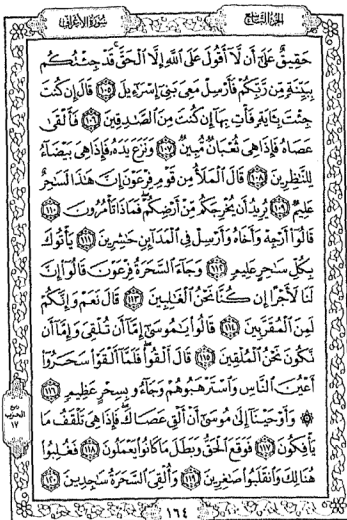 الجزء التاسع
سورة الأعراف
حَقِيقٌ عَلَىٰٓ أَن لَّآ أَقُولَ عَلَى ٱللَّهِ إِلَّا ٱلْحَقَّ ۚ قَدْ جِئْتُكُم
بِبَيِّنَةٍ مِّن رَّبِّكُمْ فَأَرْسِلْ مَعِىَ بَنِىٓ إِسْرَٰٓءِيلَ ١٠٥ قَالَ إِن كُنتَ
جِئْتَ بِـَٔايَةٍ فَأْتِ بِهَآ إِن كُنتَ مِنَ ٱلصَّـٰدِقِينَ ١٠٦ فَأَلْقَىٰ
عَصَاهُ فَإِذَا هِىَ ثُعْبَانٌ مُّبِينٌ ١٠٧ وَنَزَعَ يَدَهُۥ فَإِذَا هِىَ بَيْضَآءُ
لِلنَّـٰظِرِينَ ١٠٨ قَالَ ٱلْمَلَأُ مِن قَوْمِ فِرْعَوْنَ إِنَّ هَـٰذَا لَسَـٰحِرٌ
عَلِيمٌ ١٠٩ يُرِيدُ أَن يُخْرِجَكُم مِّنْ أَرْضِكُمْ ۖ فَمَاذَا تَأْمُرُونَ ١١٠
قَالُوٓا۟ أَرْجِهْ وَأَخَاهُ وَأَرْسِلْ فِى ٱلْمَدَآئِنِ حَـٰشِرِينَ ١١١ يَأْتُوكَ
بِكُلِّ سَـٰحِرٍ عَلِيمٍ ١١٢ وَجَآءَ ٱلسَّحَرَةُ فِرْعَوْنَ قَالُوٓا۟ إِنَّ
لَنَا لَأَجْرًا إِن كُنَّا نَحْنُ ٱلْغَـٰلِبِينَ ١١٣ قَالَ نَعَمْ وَإِنَّكُمْ
لَمِنَ ٱلْمُقَرَّبِينَ ١١٤ قَالُوا۟ يَـٰمُوسَىٰٓ إِمَّآ أَن تُلْقِىَ وَإِمَّآ أَن
نَّكُونَ نَحْنُ ٱلْمُلْقِينَ ١١٥ قَالَ أَلْقُوا۟ ۖ فَلَمَّآ أَلْقَوْا۟ سَحَرُوٓا۟
أَعْيُنَ ٱلنَّاسِ وَٱسْتَرْهَبُوهُمْ وَجَآءُو بِسِحْرٍ عَظِيمٍ ١١٦
۞ وَأَوْحَيْنَآ إِلَىٰ مُوسَىٰٓ أَنْ أَلْقِ عَصَاكَ ۖ فَإِذَا هِىَ تَلْقَفُ مَا
يَأْفِكُونَ ١١٧ فَوَقَعَ ٱلْحَقُّ وَبَطَلَ مَا كَانُوا۟ يَعْمَلُونَ ١١٨ فَغُلِبُوا۟
هُنَالِكَ وَٱنقَلَبُوا۟ صَـٰغِرِينَ ١١٩ وَأُلْقِىَ ٱلسَّحَرَةُ سَـٰجِدِينَ ١٢٠
الحزب
١٧
١٦٤